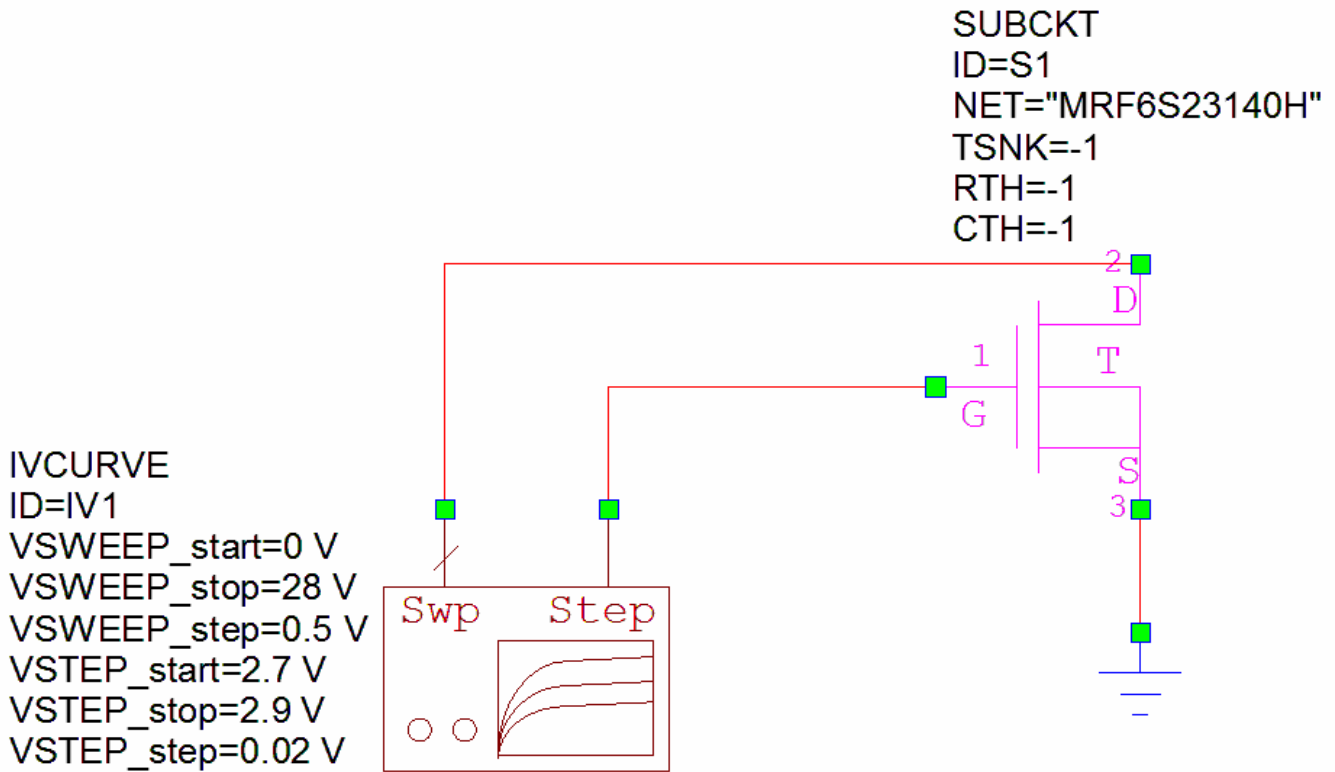 SUBCKT
ID=S1
NET="MRF6S23140H"
TSNK=-1
RTH=-1
CTH=-1
2
D
1
T
G
S
3
IVCURVE
ID=IV1
VSWEEP_start=0 V
VSWEEP_stop=28 V
VSWEEP_step=0.5 V
VSTEP_start=2.7 V
VSTEP_stop=2.9 V
VSTEP_step=0.02 V
Swp Step